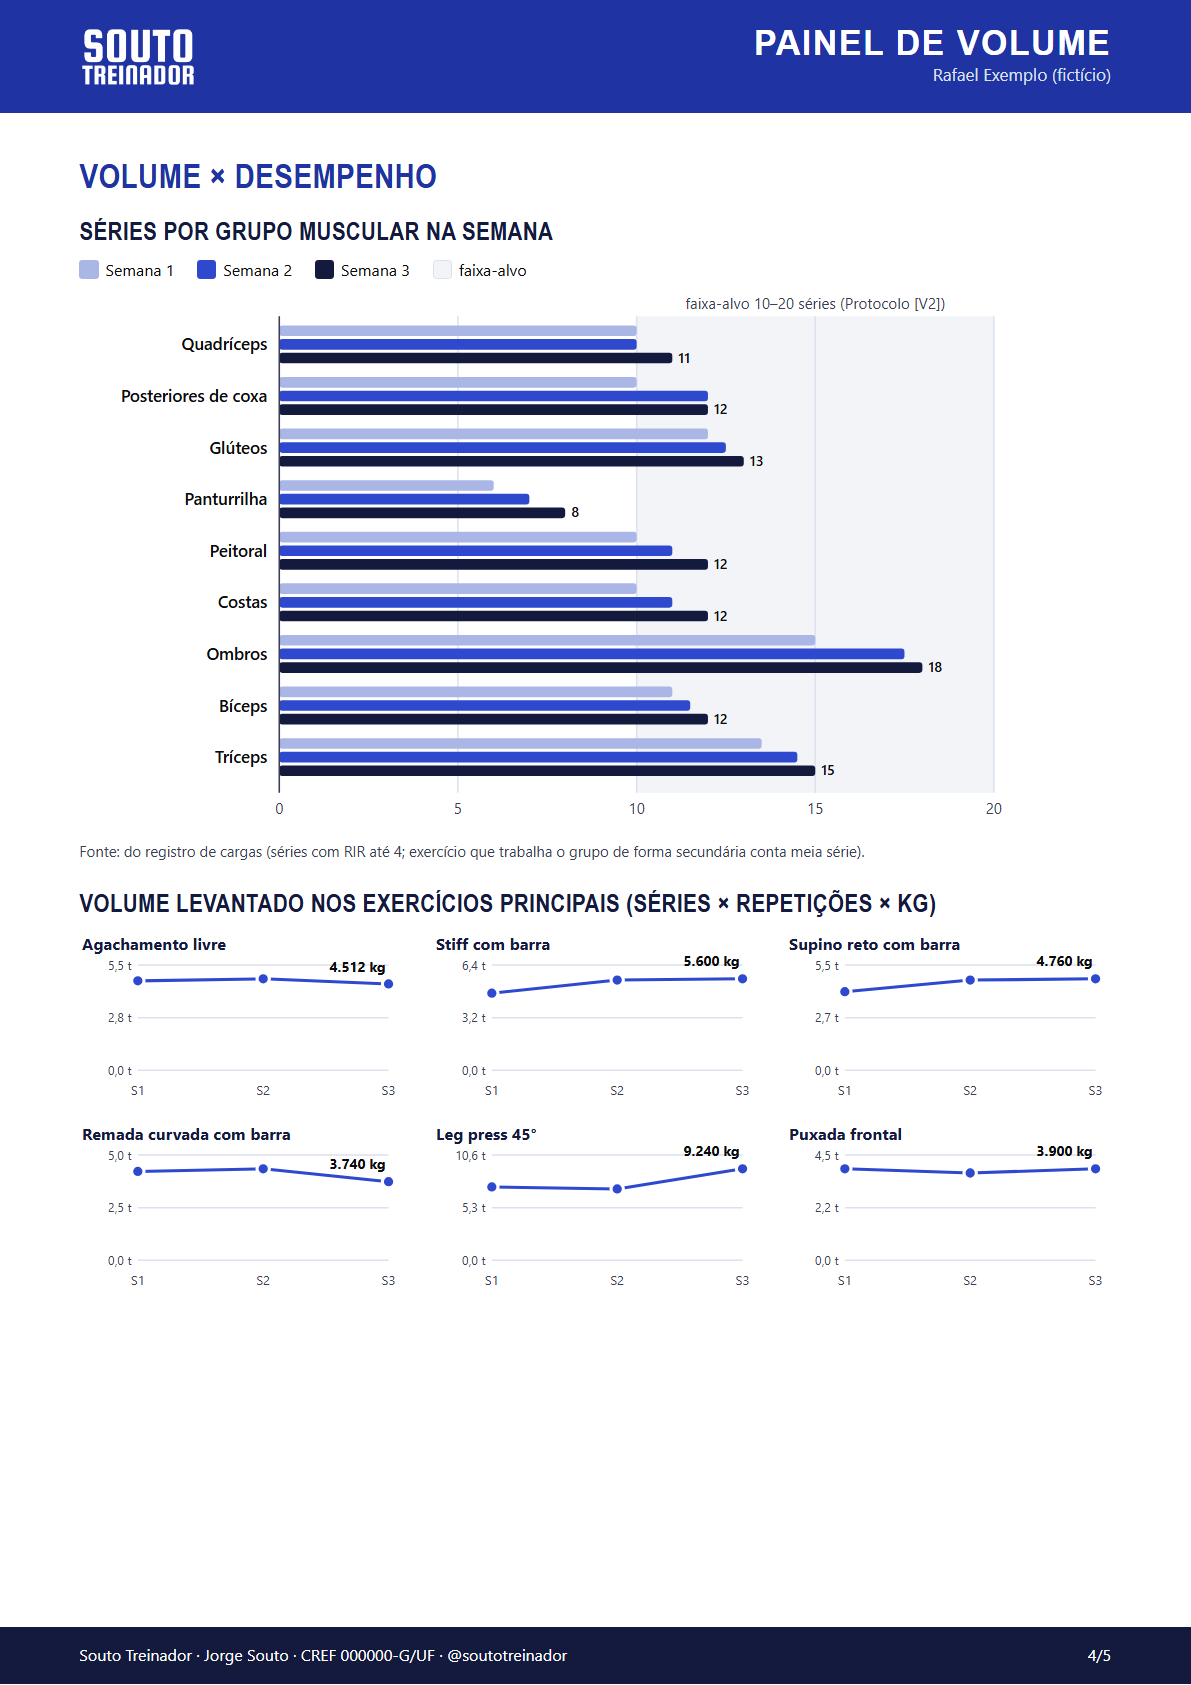 SOUTO
TREINADOR
PAINEL DE VOLUME
Rafael Exemplo (fictício)
VOLUME × DESEMPENHO
SÉRIES POR GRUPO MUSCULAR NA SEMANA
Semana 1 Semana 2 Semana 3 faixa-alvo
faixa-alvo 10–20 séries (Protocolo [V2])
Quadríceps 11
Posteriores de coxa 12
Glúteos 13
Panturrilha 8
Peitoral 12
Costas 12
Ombros 18
Bíceps 12
Tríceps 15
0 5 10 15 20
Fonte: do registro de cargas (séries com RIR até 4; exercício que trabalha o grupo de forma secundária conta meia série).
VOLUME LEVANTADO NOS EXERCÍCIOS PRINCIPAIS (SÉRIES × REPETIÇÕES × KG)
Agachamento livre
5,5 t 4.512 kg
2,8 t
0,0 t
S1 S2 S3
Stiff com barra
6,4 t 5.600 kg
3,2 t
0,0 t
S1 S2 S3
Supino reto com barra
5,5 t 4.760 kg
2,7 t
0,0 t
S1 S2 S3
Remada curvada com barra
5,0 t 3.740 kg
2,5 t
0,0 t
S1 S2 S3
Leg press 45°
10,6 t 9.240 kg
5,3 t
0,0 t
S1 S2 S3
Puxada frontal
4,5 t 3.900 kg
2,2 t
0,0 t
S1 S2 S3
Souto Treinador · Jorge Souto · CREF 000000-G/UF · @soutotreinador
4/5